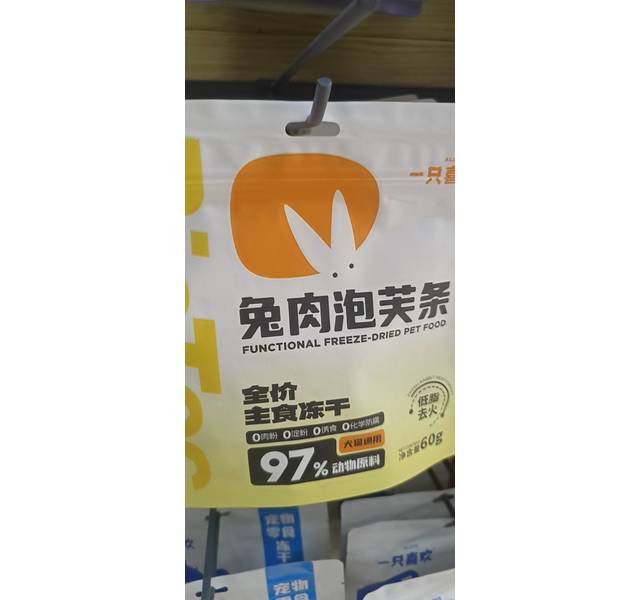 一只喜
兔肉泡芙条
FUNCTIONAL FREEZE-DRIED PET FOOD
全价
主食冻干
0肉粉 0淀粉 0诱食 0化学防腐
犬猫通用
97%动物原料
低脂
去火
净含量60g
宠物
零食
冻干
一只喜欢
宠物